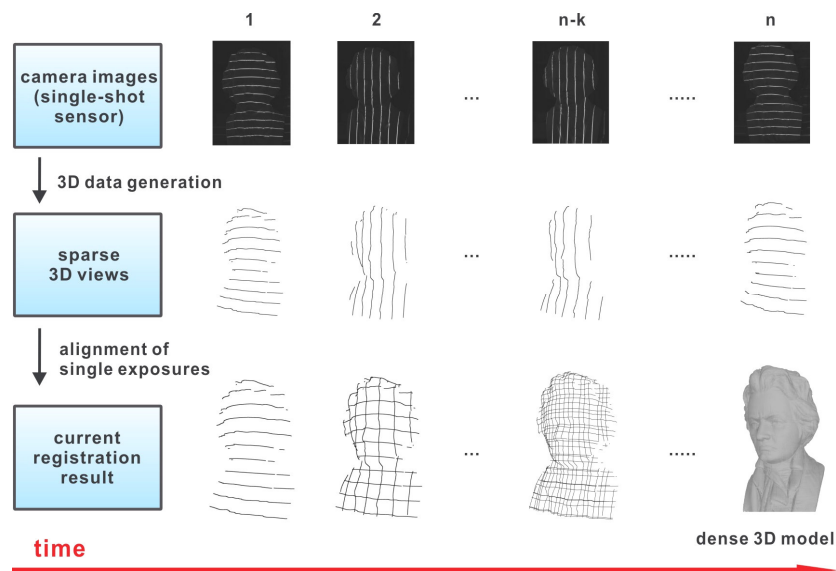 1 2 n-k n
camera images
(single-shot
sensor)
... .....
3D data generation
sparse
3D views
... .....
alignment of
single exposures
current
registration
result
... .....
dense 3D model
time